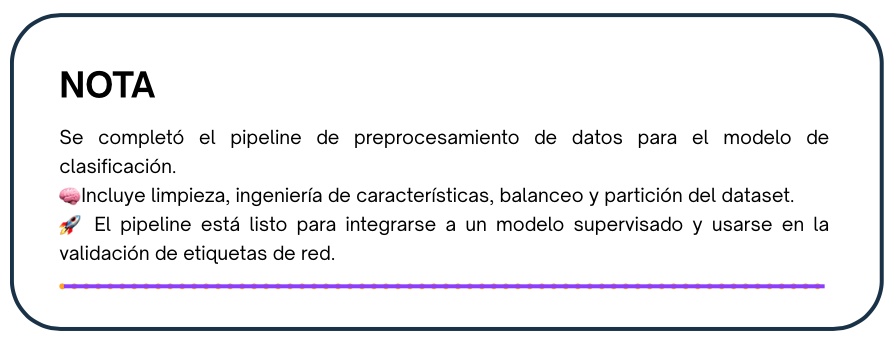 NOTA
Se completó el pipeline de preprocesamiento de datos para el modelo de
clasificación.
🧠Incluye limpieza, ingeniería de características, balanceo y partición del dataset.
🚀 El pipeline está listo para integrarse a un modelo supervisado y usarse en la
validación de etiquetas de red.